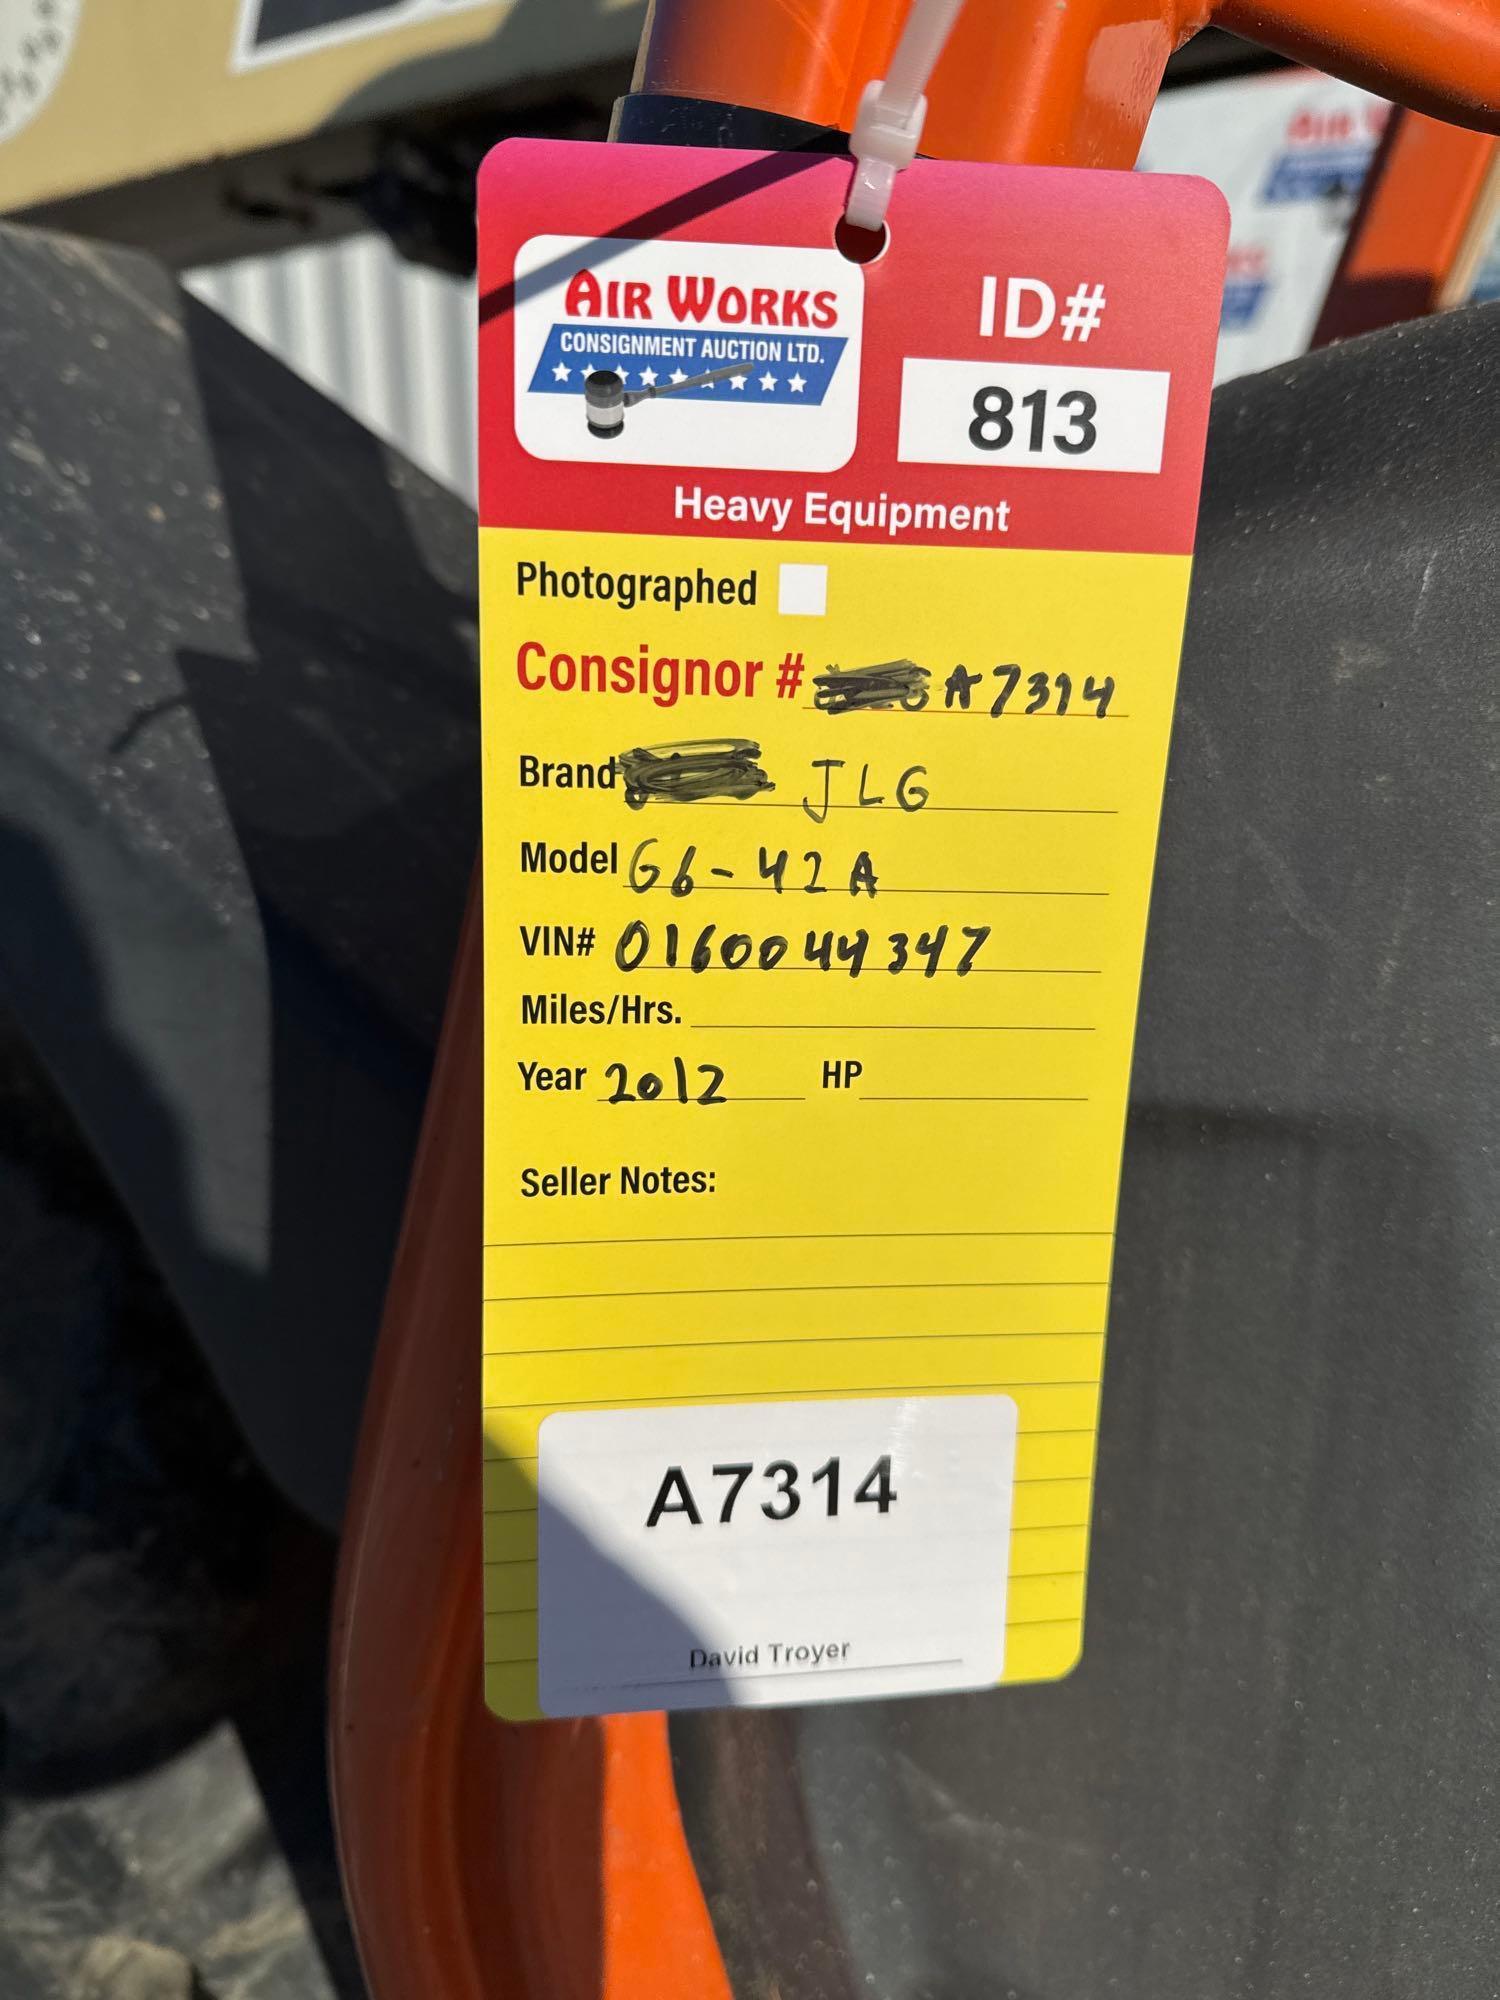 AIR WORKS
CONSIGNMENT AUCTION LTD.
ID#
813
Heavy Equipment
Photographed
Consignor # A7314
Brand JLG
Model G6-42A
VIN# 0160044347
Miles/Hrs.
Year 2012 HP
Seller Notes:
A7314
David Troyer